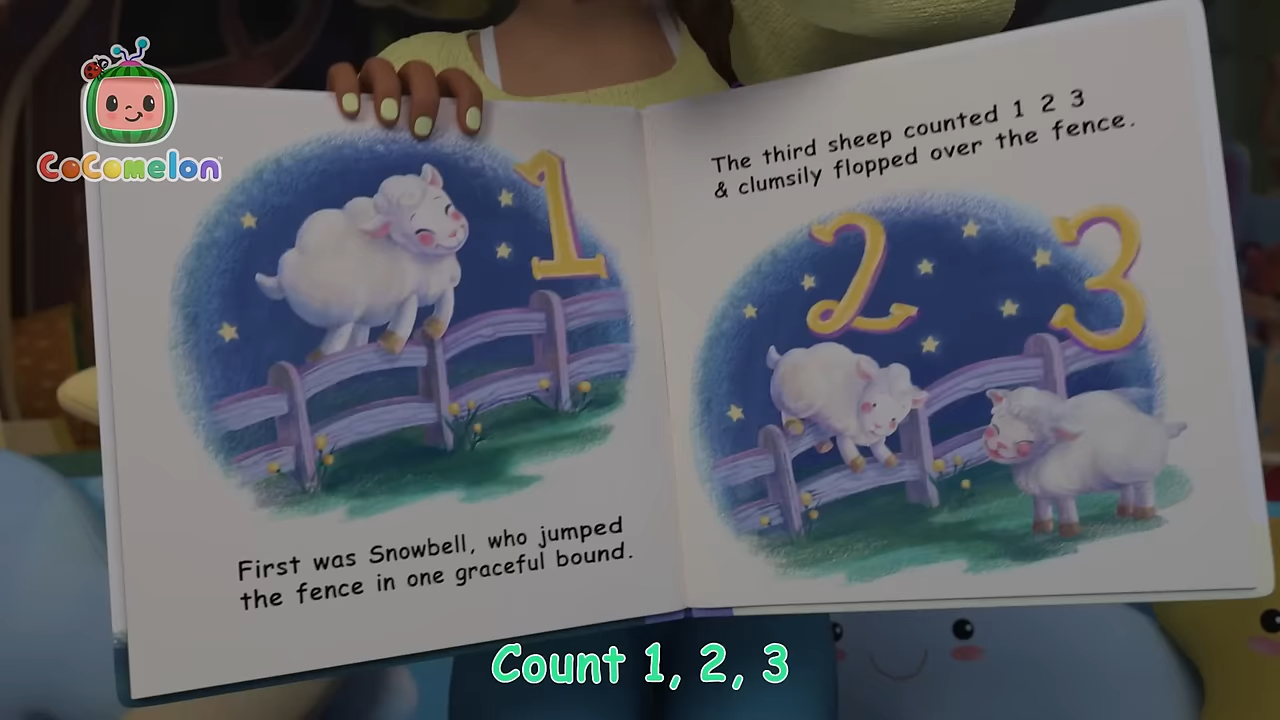 CoComelon
1
First was Snowbell, who jumped
the fence in one graceful bound.
The third sheep counted 1 2 3
& clumsily flopped over the fence.
2 3
Count 1, 2, 3